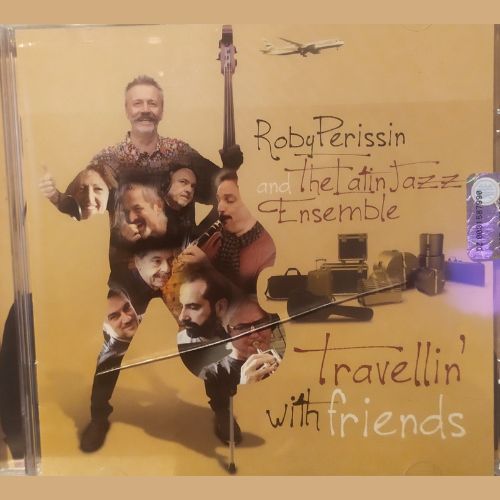 Roby Perissin
and The Latin Jazz
Ensemble
travellin'
with friends